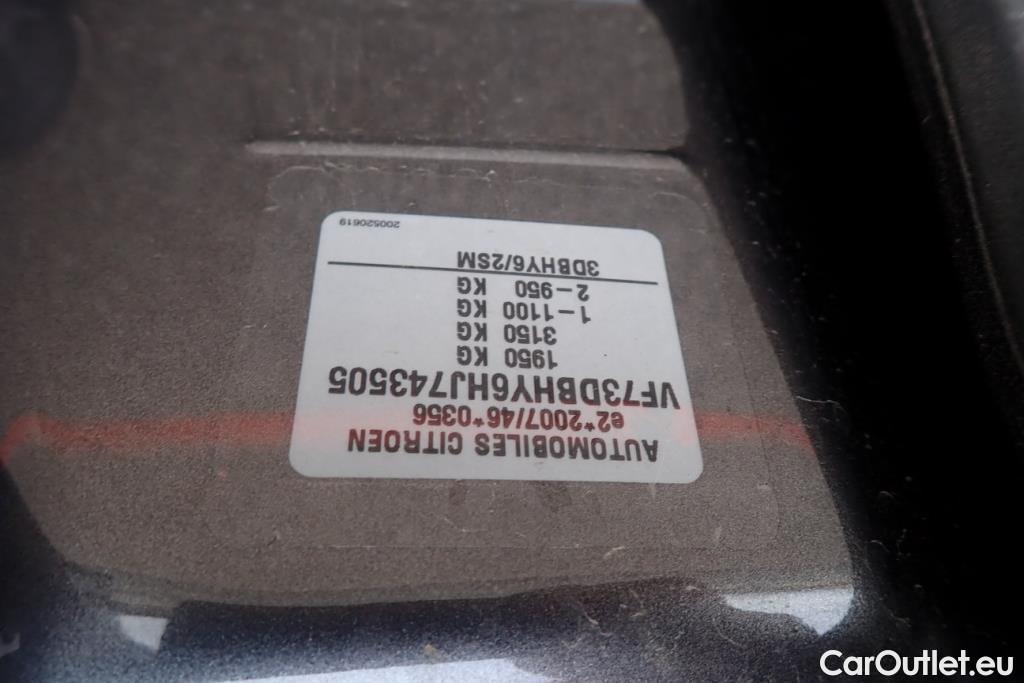 AUTOMOBILES CITROEN
e2*2007/46*0356
VF73DBHY6HJ743505
1950 KG
3150 KG
1-1100 KG
2-950 KG
3DBHY6/2SM
200520619
CarOutlet.eu